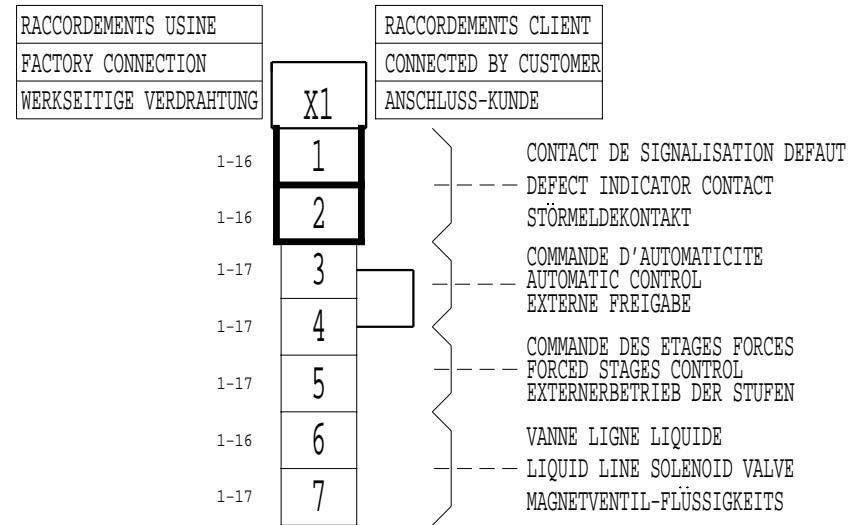 RACCORDEMENTS USINE
FACTORY CONNECTION
WERKSEITIGE VERDRAHTUNG
X1
RACCORDEMENTS CLIENT
CONNECTED BY CUSTOMER
ANSCHLUSS-KUNDE
1-16 1
CONTACT DE SIGNALISATION DEFAUT
DEFECT INDICATOR CONTACT
1-16 2
STÖRMELDEKONTAKT
1-17 3
COMMANDE D'AUTOMATICITE
AUTOMATIC CONTROL
EXTERNE FREIGABE
1-17 4
COMMANDE DES ETAGES FORCES
FORCED STAGES CONTROL
1-17 5
EXTERNERBETRIEB DER STUFEN
1-16 6
VANNE LIGNE LIQUIDE
LIQUID LINE SOLENOID VALVE
1-17 7
MAGNETVENTIL-FLÜSSIGKEITS